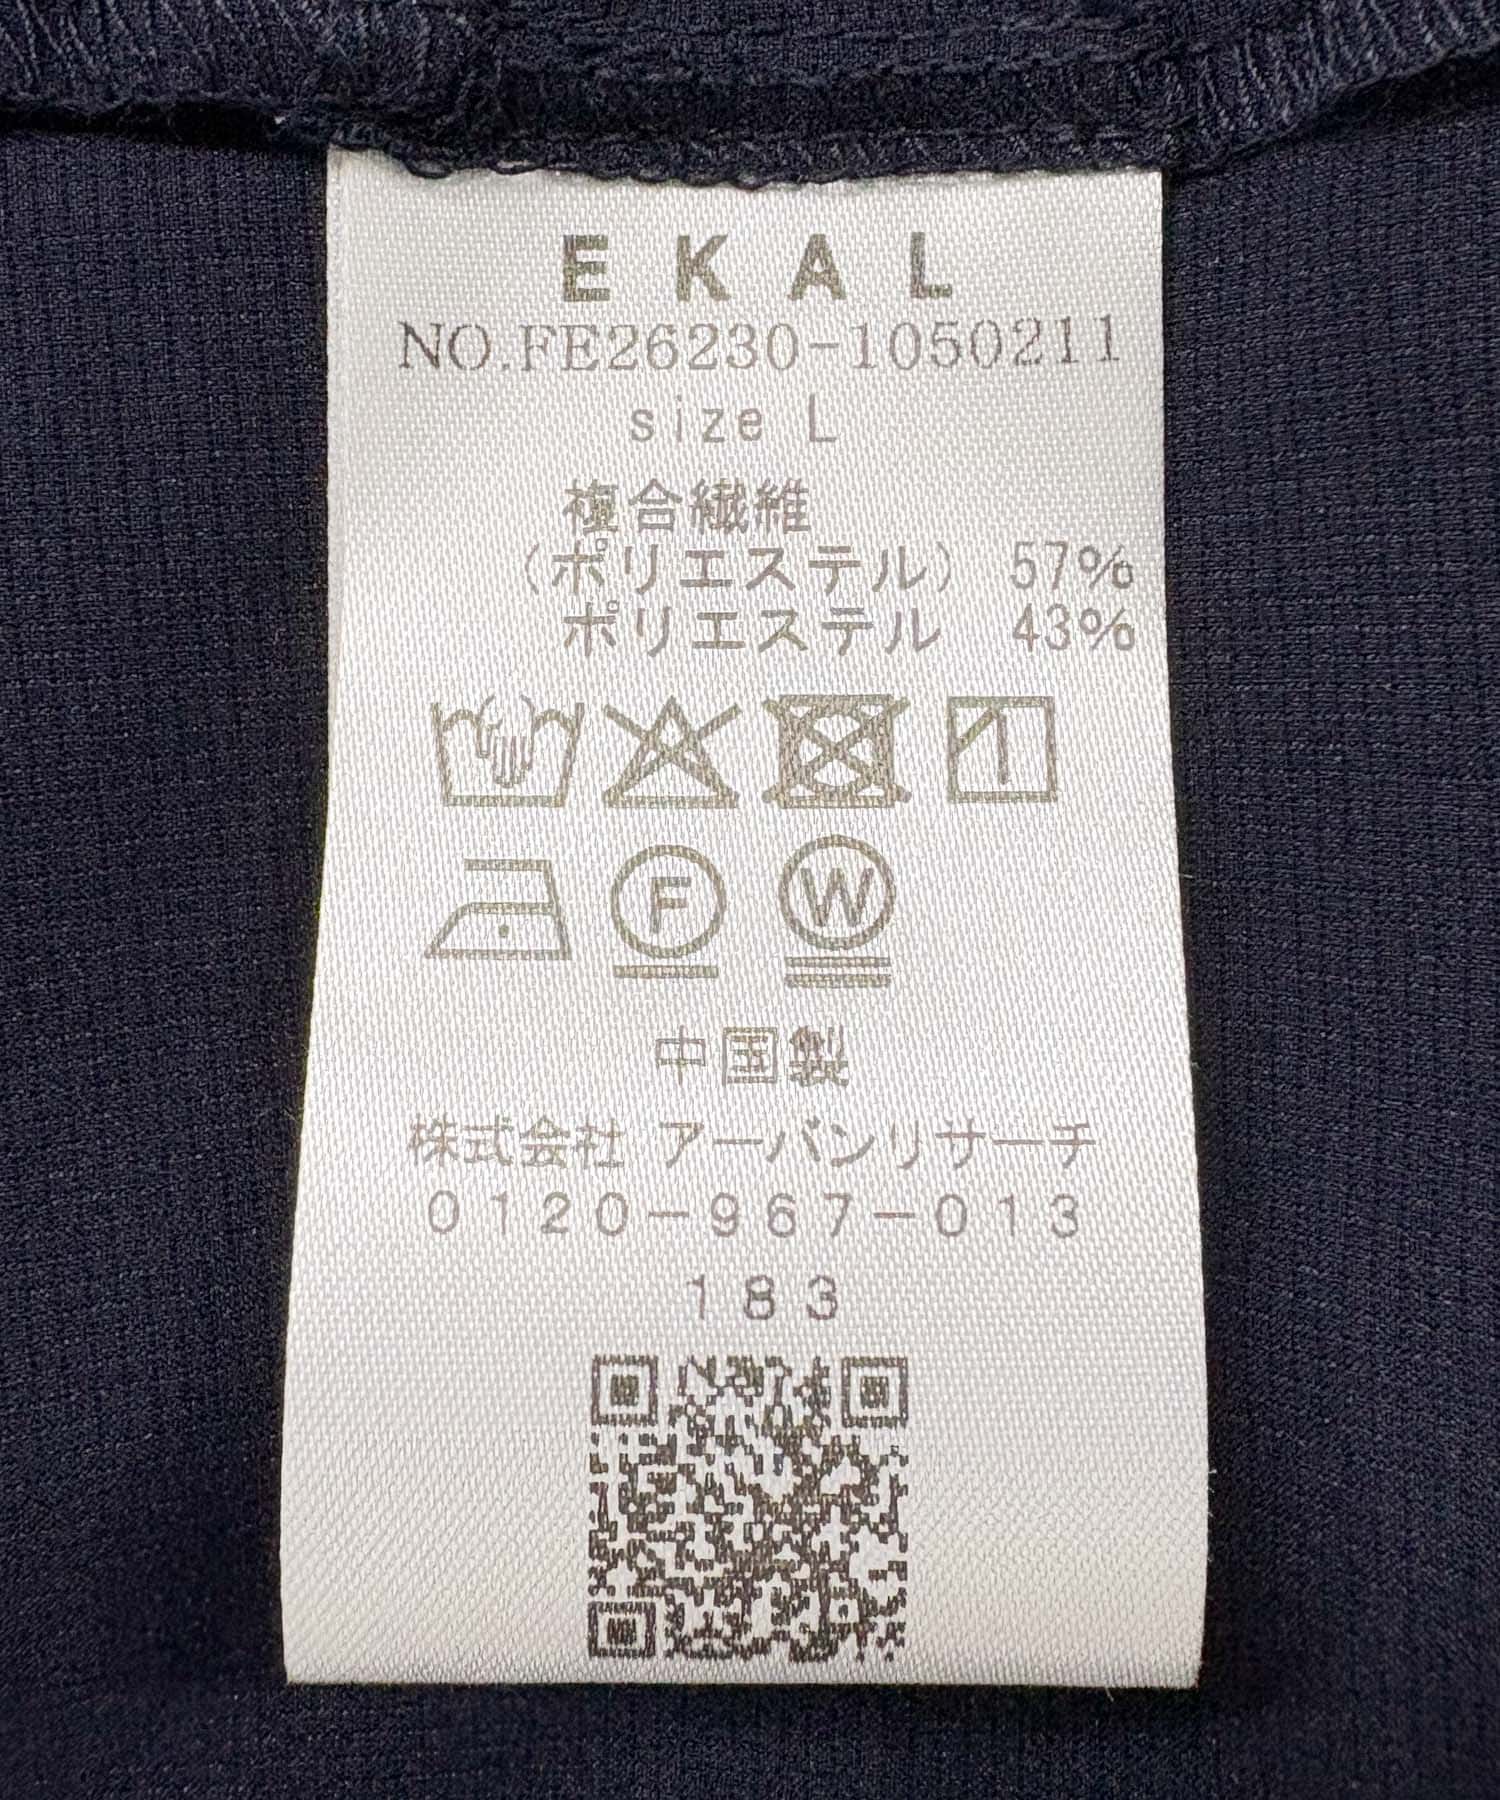 EKAL
NO.FE26230-1050211
size L
複合繊維
(ポリエステル) 57%
ポリエステル 43%
F
W
中国製
株式会社 アーバンリサーチ
0120-967-013
183